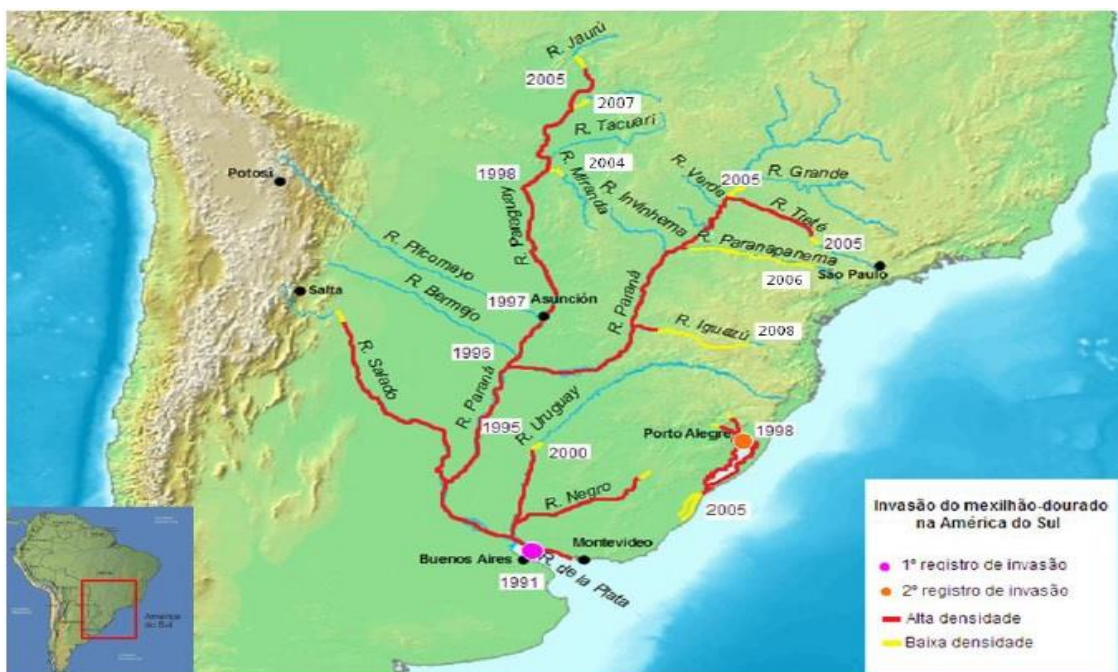 R. Jaurú
2005
2007
R. Tacuari
2004
R. Miranda
1998
Potosí
R. Paraguay
R. Invinhema
R. Verde
2005
R. Grande
R. Tietê
2005
R. Paranapanema
São Paulo
2006
R. Pilcomayo
R. Bermejo
Salta
1997
Asunción
R. Paraná
R. Iguazú
2008
1996
R. Salado
R. Paraná
1995
R. Uruguay
2000
Porto Alegre
1998
R. Negro
2005
Buenos Aires
Montevideo
1991
R. de la Plata
América
do Sul
Invasão do mexilhão-dourado
na América do Sul
1º registro de invasão
2º registro de invasão
Alta densidade
Baixa densidade